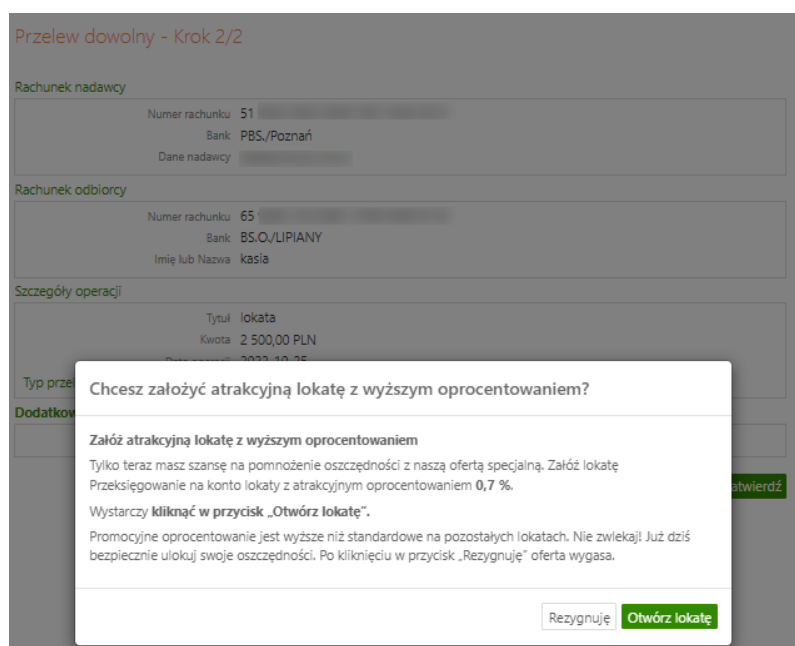 Przelew dowolny - Krok 2/2
Rachunek nadawcy
Numer rachunku 51
Bank PBS./Poznań
Dane nadawcy
Rachunek odbiorcy
Numer rachunku 65
Bank BS.O./LIPIANY
Imię lub Nazwa kasia
Szczegóły operacji
Tytuł lokata
Kwota 2 500,00 PLN
Typ
Chcesz założyć atrakcyjną lokatę z wyższym oprocentowaniem?
Załóż atrakcyjną lokatę z wyższym oprocentowaniem
Tylko teraz masz szansę na pomnożenie oszczędności z naszą ofertą specjalną. Załóż lokatę
Przeksięgowanie na konto lokaty z atrakcyjnym oprocentowaniem 0,7 %.
Wystarczy kliknąć w przycisk „Otwórz lokatę”.
Promocyjne oprocentowanie jest wyższe niż standardowe na pozostałych lokatach. Nie zwlekaj! Już dziś
bezpiecznie ulokuj swoje oszczędności. Po kliknięciu w przycisk „Rezygnuję” oferta wygasa.
Rezygnuję Otwórz lokatę